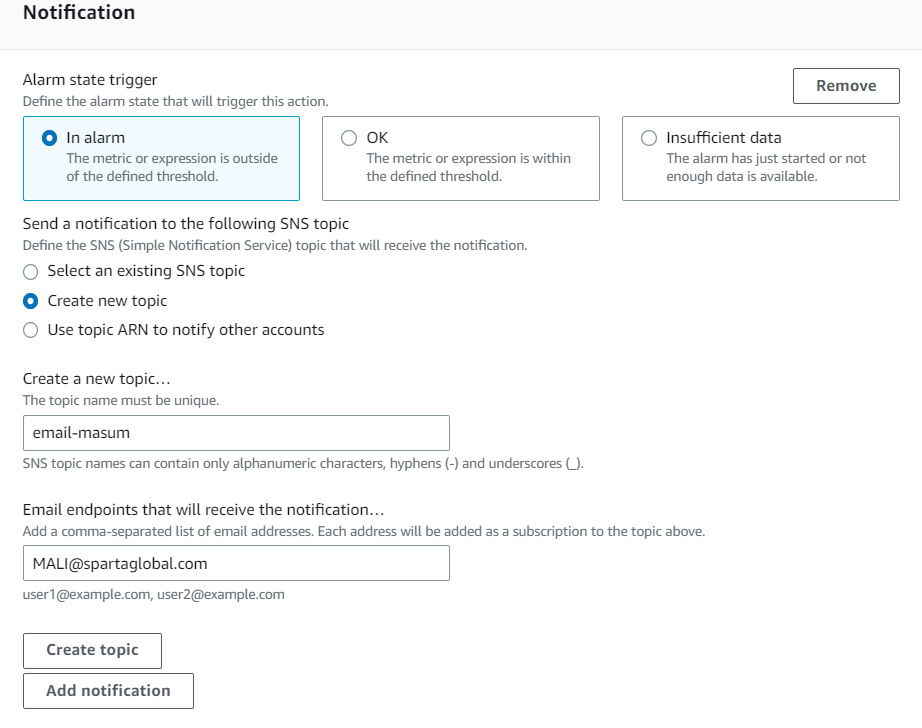 Notification
Alarm state trigger
Define the alarm state that will trigger this action.
Remove
In alarm
The metric or expression is outside
of the defined threshold.
OK
The metric or expression is within
the defined threshold.
Insufficient data
The alarm has just started or not
enough data is available.
Send a notification to the following SNS topic
Define the SNS (Simple Notification Service) topic that will receive the notification.
Select an existing SNS topic
Create new topic
Use topic ARN to notify other accounts
Create a new topic…
The topic name must be unique.
email-masum
SNS topic names can contain only alphanumeric characters, hyphens (-) and underscores (_).
Email endpoints that will receive the notification…
Add a comma-separated list of email addresses. Each address will be added as a subscription to the topic above.
MALI@spartaglobal.com
user1@example.com, user2@example.com
Create topic
Add notification